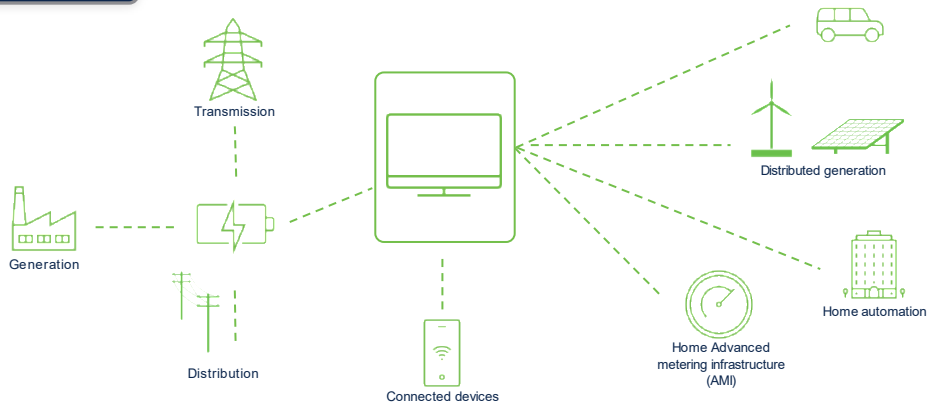 Transmission
Distributed generation
Generation
Home automation
Home Advanced
metering infrastructure
(AMI)
Distribution
Connected devices